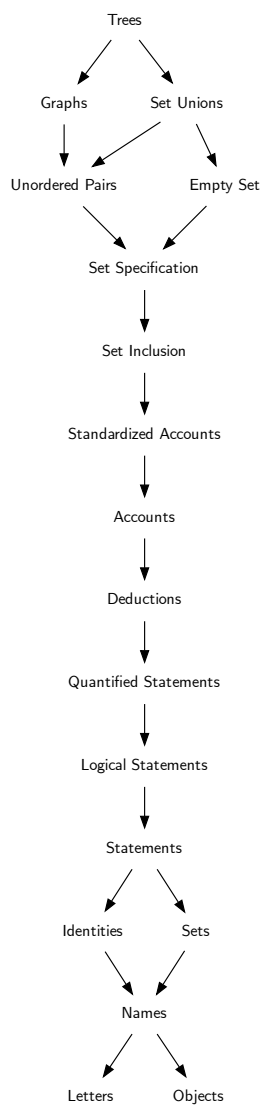 Trees
Graphs
Set Unions
Unordered Pairs
Empty Set
Set Specification
Set Inclusion
Standardized Accounts
Accounts
Deductions
Quantified Statements
Logical Statements
Statements
Identities
Sets
Names
Letters
Objects